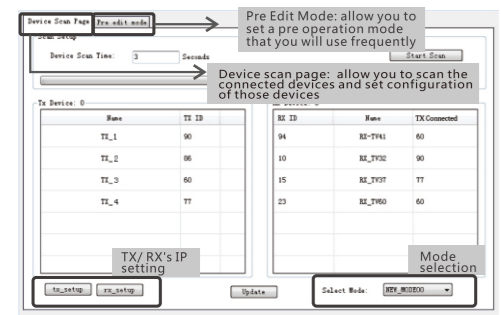 Device Scan Page
Pre edit mode
Pre Edit Mode: allow you to
set a pre operation mode
that you will use frequently
Scan Setup
Device Scan Time: 3 Seconds
Start Scan
Device scan page: allow you to scan the
connected devices and set configuration
of those devices
Tx Device: 0
Name TX ID
TX_1 90
TX_2 86
TX_3 60
TX_4 77
RX ID Name TX Connected
94 RX-TV41 60
10 RX_TV32 90
15 RX_TV37 77
23 RX_TV60 60
TX/ RX's IP
setting
Mode
selection
tx_setup rx_setup Update Select Mode: NEW_MODE00